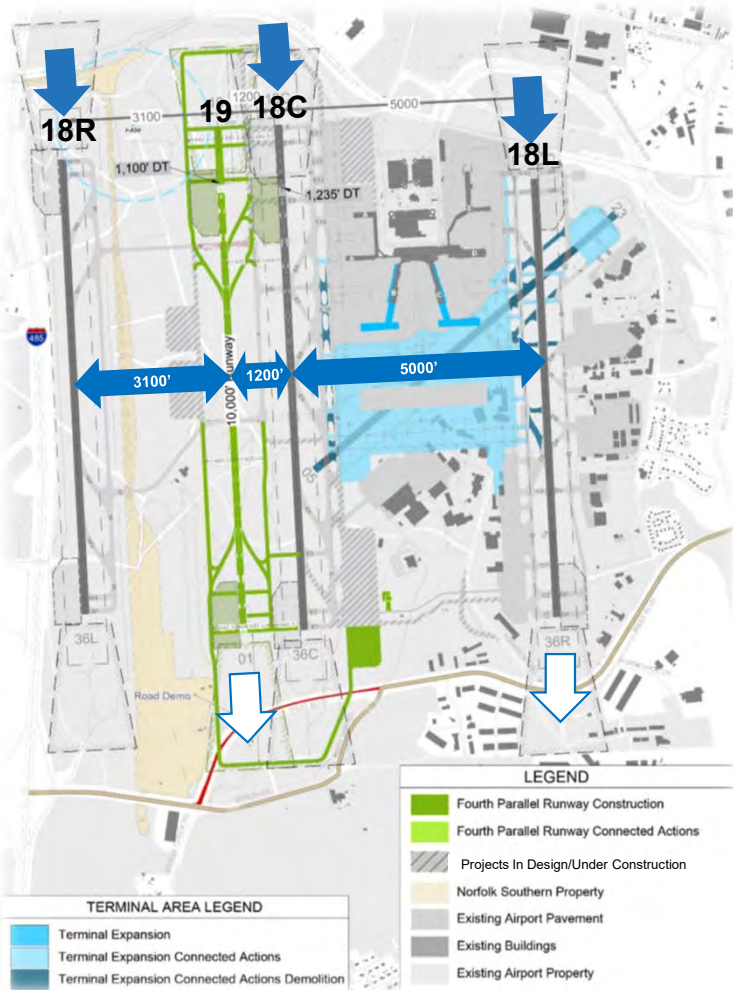 1200
3100
5000
18R
19
18C
18L
1,100' DT
1,235' DT
23
485
3100'
10,000' Runway
1200'
5000'
05
36L
01
36C
36R
Road Demo
LEGEND
Fourth Parallel Runway Construction
Fourth Parallel Runway Connected Actions
Projects In Design/Under Construction
Norfolk Southern Property
Existing Airport Pavement
Existing Buildings
Existing Airport Property
TERMINAL AREA LEGEND
Terminal Expansion
Terminal Expansion Connected Actions
Terminal Expansion Connected Actions Demolition